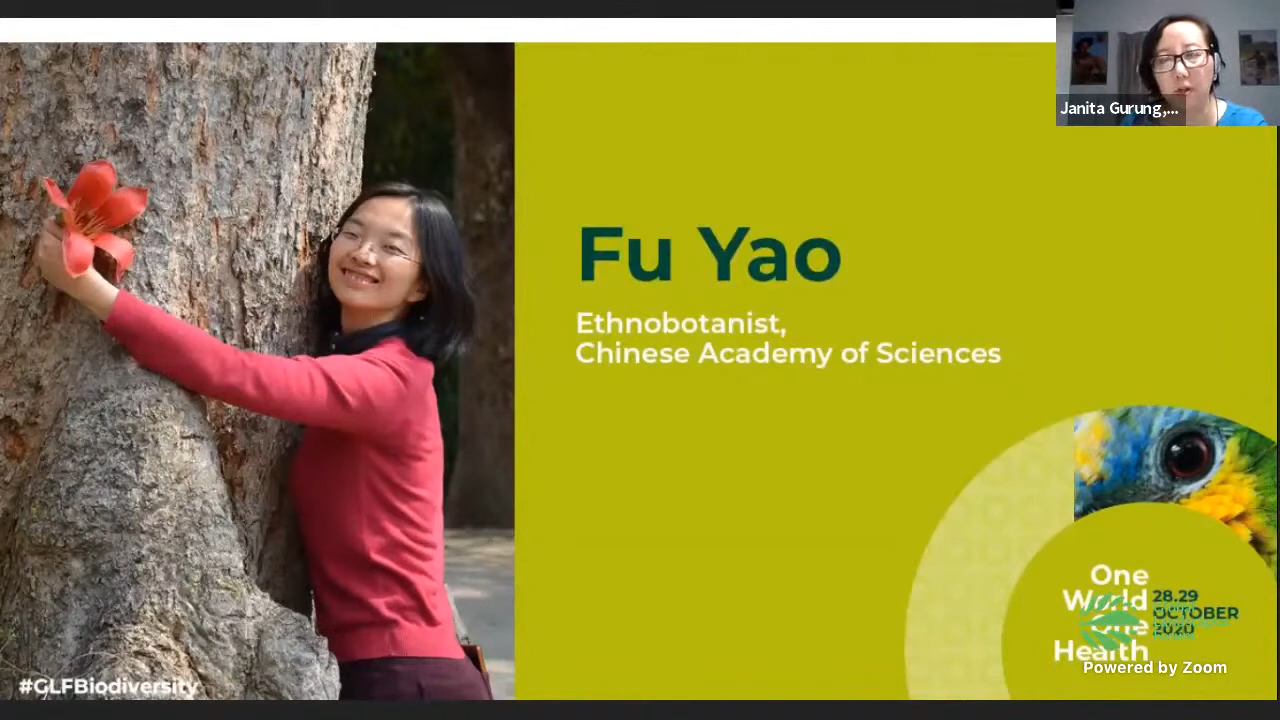 Janita Gurung,...
Fu Yao
Ethnobotanist,
Chinese Academy of Sciences
One
World
One
Health
28.29
OCTOBER
2020
Powered by Zoom
#GLFBiodiversity